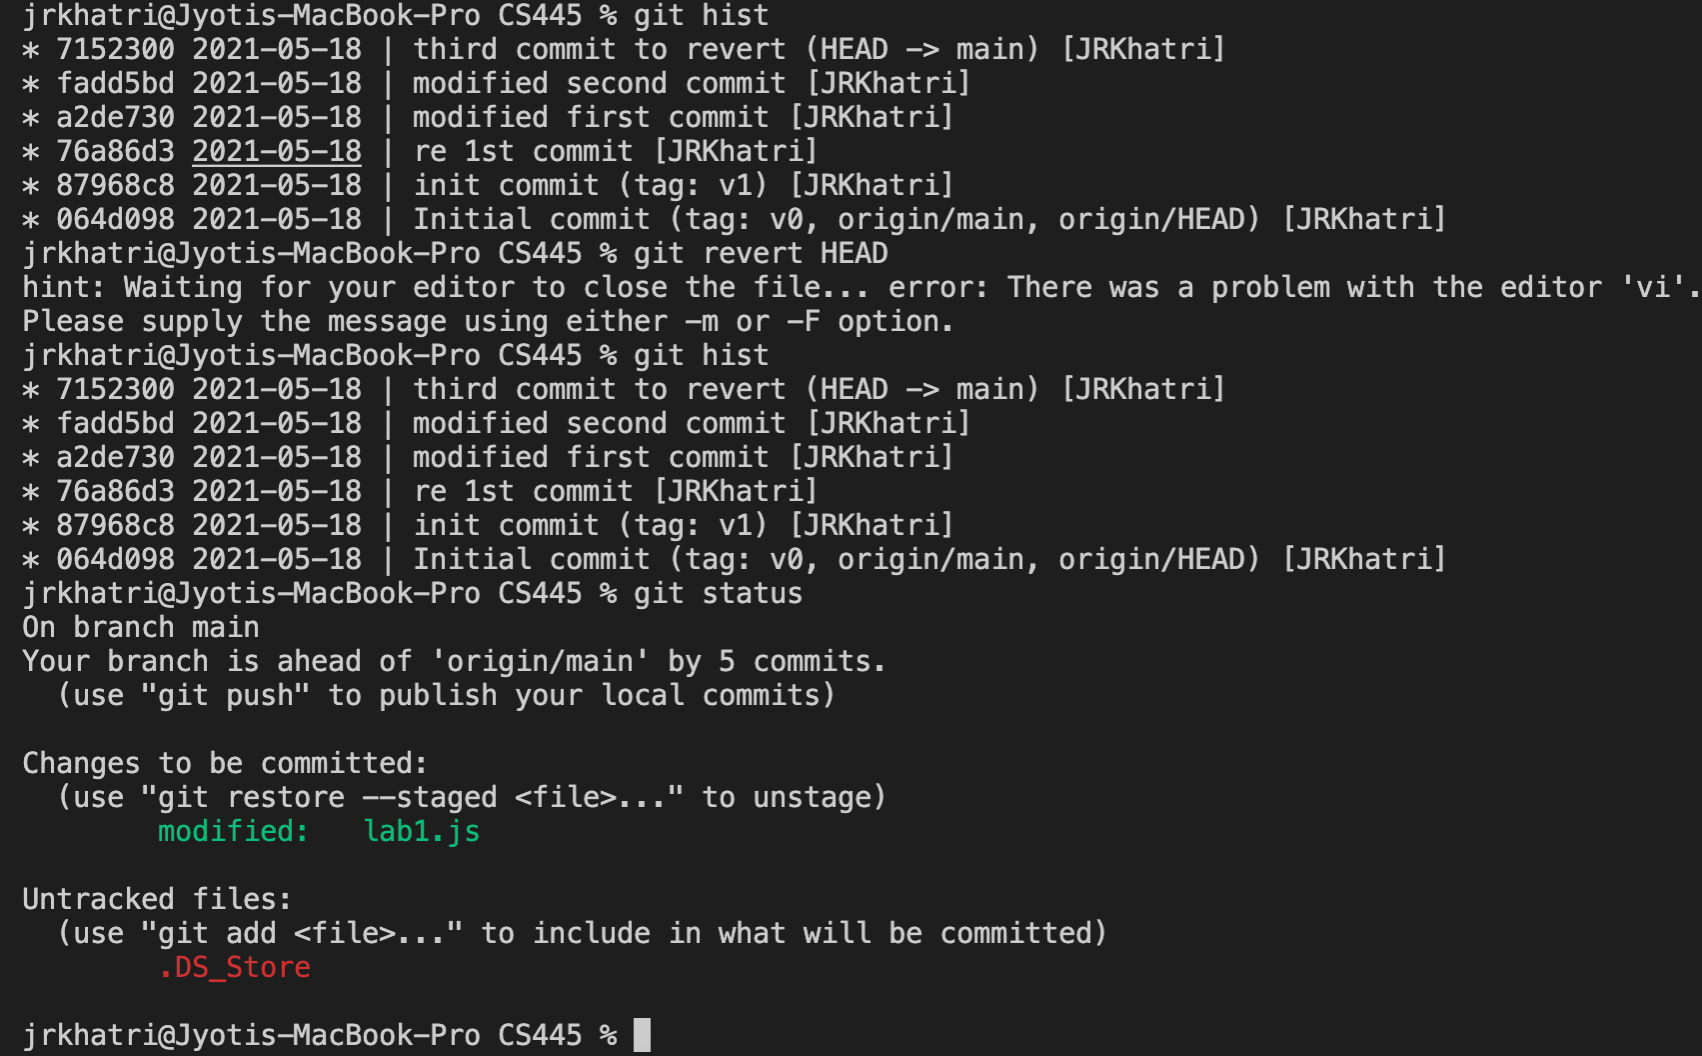 jrkhatri@Jyotis-MacBook-Pro CS445 % git hist
* 7152300 2021-05-18 | third commit to revert (HEAD -> main) [JRKhatri]
* fadd5bd 2021-05-18 | modified second commit [JRKhatri]
* a2de730 2021-05-18 | modified first commit [JRKhatri]
* 76a86d3 2021-05-18 | re 1st commit [JRKhatri]
* 87968c8 2021-05-18 | init commit (tag: v1) [JRKhatri]
* 064d098 2021-05-18 | Initial commit (tag: v0, origin/main, origin/HEAD) [JRKhatri]
jrkhatri@Jyotis-MacBook-Pro CS445 % git revert HEAD
hint: Waiting for your editor to close the file... error: There was a problem with the editor 'vi'.
Please supply the message using either -m or -F option.
jrkhatri@Jyotis-MacBook-Pro CS445 % git hist
* 7152300 2021-05-18 | third commit to revert (HEAD -> main) [JRKhatri]
* fadd5bd 2021-05-18 | modified second commit [JRKhatri]
* a2de730 2021-05-18 | modified first commit [JRKhatri]
* 76a86d3 2021-05-18 | re 1st commit [JRKhatri]
* 87968c8 2021-05-18 | init commit (tag: v1) [JRKhatri]
* 064d098 2021-05-18 | Initial commit (tag: v0, origin/main, origin/HEAD) [JRKhatri]
jrkhatri@Jyotis-MacBook-Pro CS445 % git status
On branch main
Your branch is ahead of 'origin/main' by 5 commits.
  (use "git push" to publish your local commits)

Changes to be committed:
  (use "git restore --staged <file>..." to unstage)
        modified:   lab1.js

Untracked files:
  (use "git add <file>..." to include in what will be committed)
        .DS_Store

jrkhatri@Jyotis-MacBook-Pro CS445 %